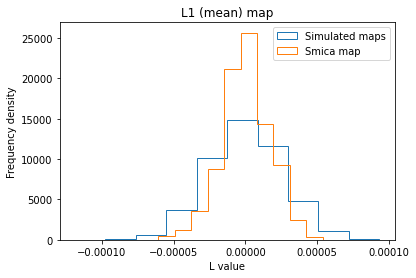 L1 (mean) map
Simulated maps
Smica map
Frequency density
25000
20000
15000
10000
5000
0
−0.00010
−0.00005
0.00000
0.00005
0.00010
L value